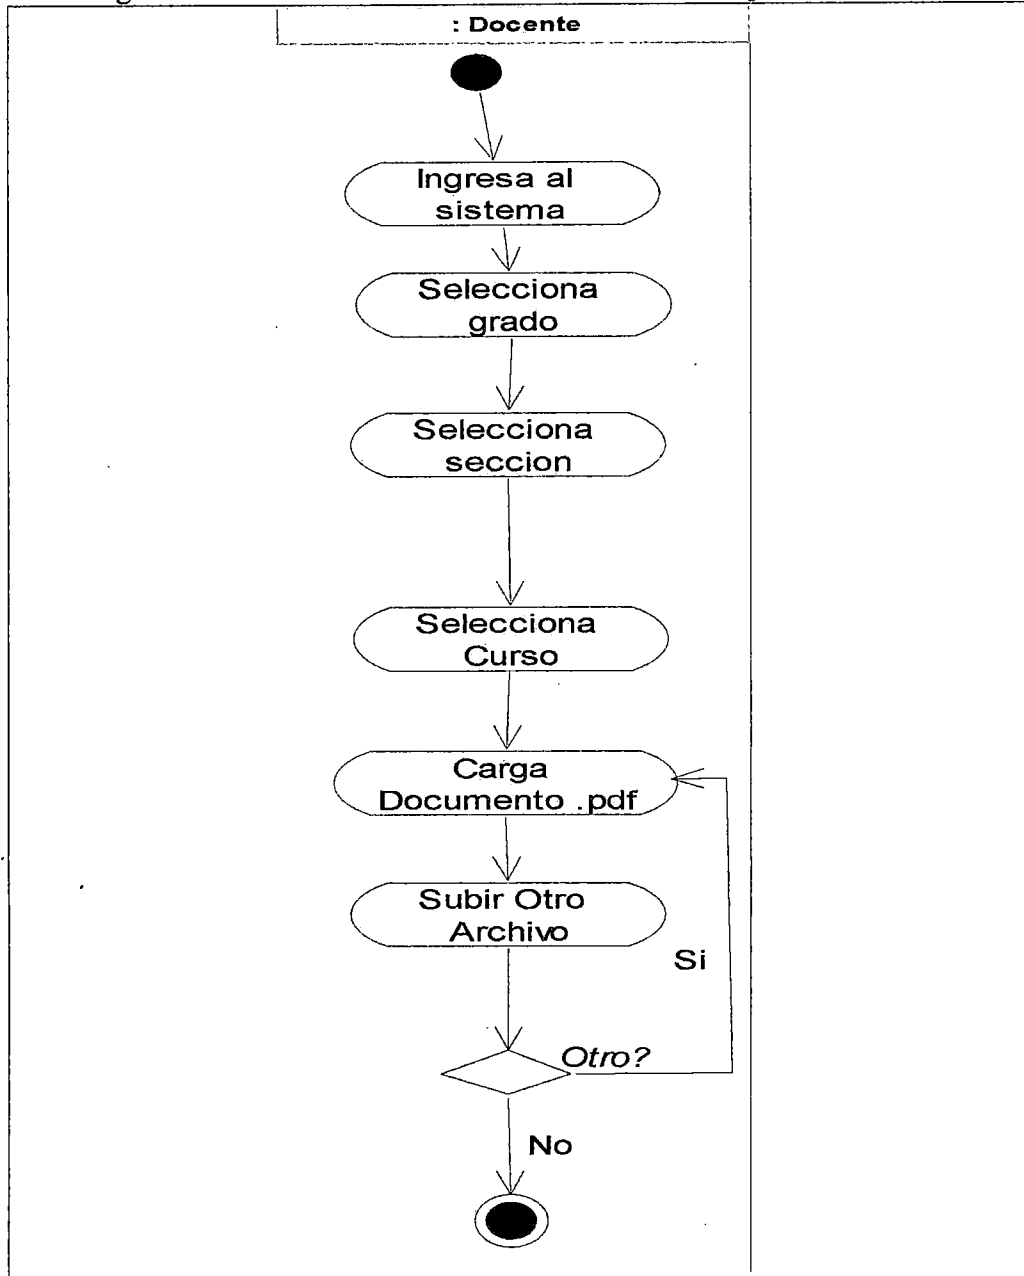 : Docente
Ingresa al
sistema
Selecciona
grado
Selecciona
seccion
Selecciona
Curso
Carga
Documento .pdf
Subir Otro
Archivo
Si
Otro?
No